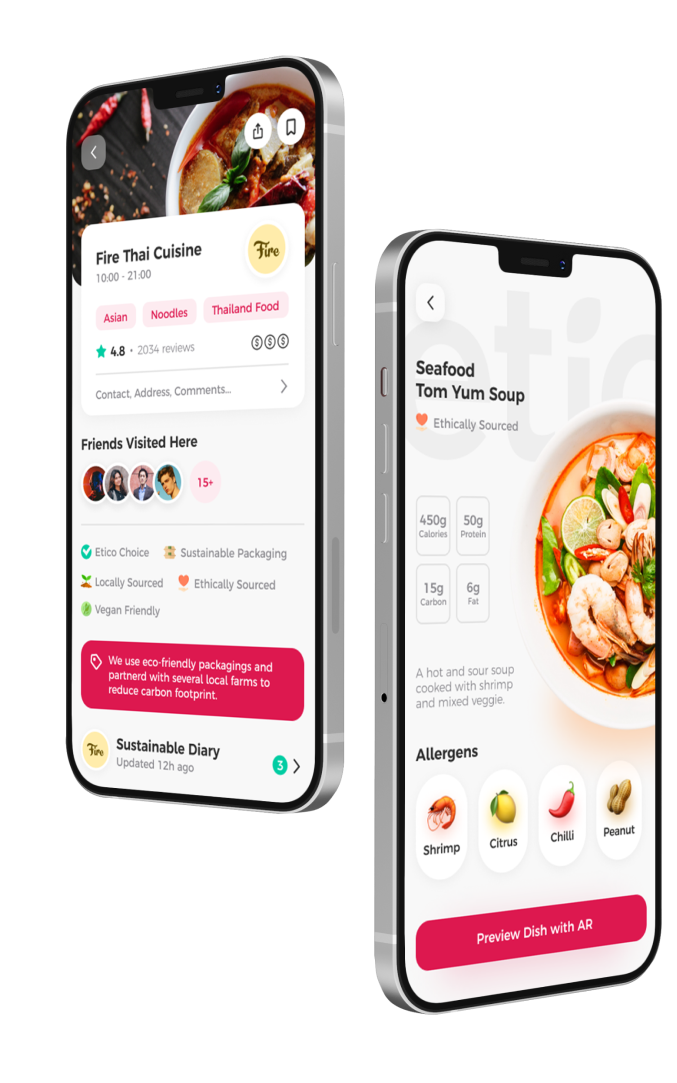 Fire Thai Cuisine
10:00 - 21:00
Fire
Asian
Noodles
Thailand Food
4.8 • 2034 reviews
Contact, Address, Comments...
Friends Visited Here
15+
Etico Choice
Sustainable Packaging
Locally Sourced
Ethically Sourced
Vegan Friendly
We use eco-friendly packagings and
partnerd with several local farms to
reduce carbon footprint.
Fire
Sustainable Diary
Updated 12h ago
3
etic
Seafood
Tom Yum Soup
Ethically Sourced
450g
Calories
50g
Protein
15g
Carbon
6g
Fat
A hot and sour soup
cooked with shrimp
and mixed veggie.
Allergens
Shrimp
Citrus
Chilli
Peanut
Preview Dish with AR